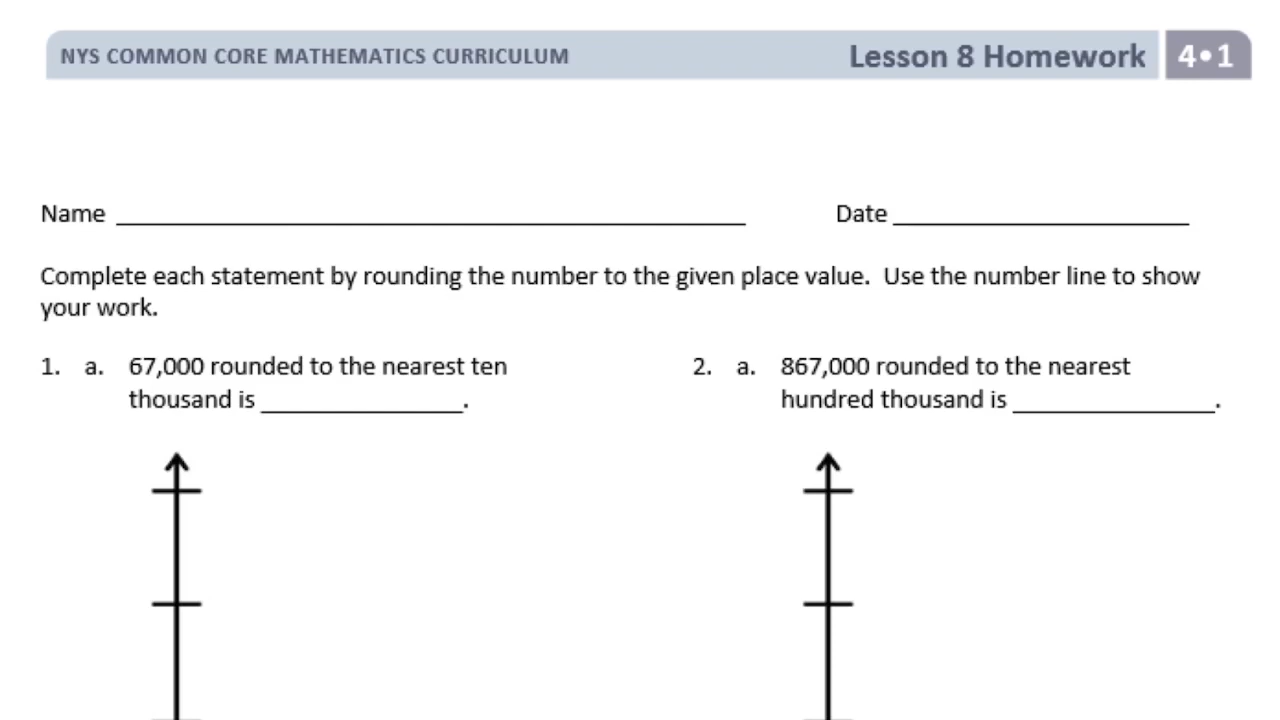 NYS COMMON CORE MATHEMATICS CURRICULUM Lesson 8 Homework 4•1
Name Date
Complete each statement by rounding the number to the given place value. Use the number line to show
your work.
1. a. 67,000 rounded to the nearest ten
thousand is _______________.
2. a. 867,000 rounded to the nearest
hundred thousand is _______________.